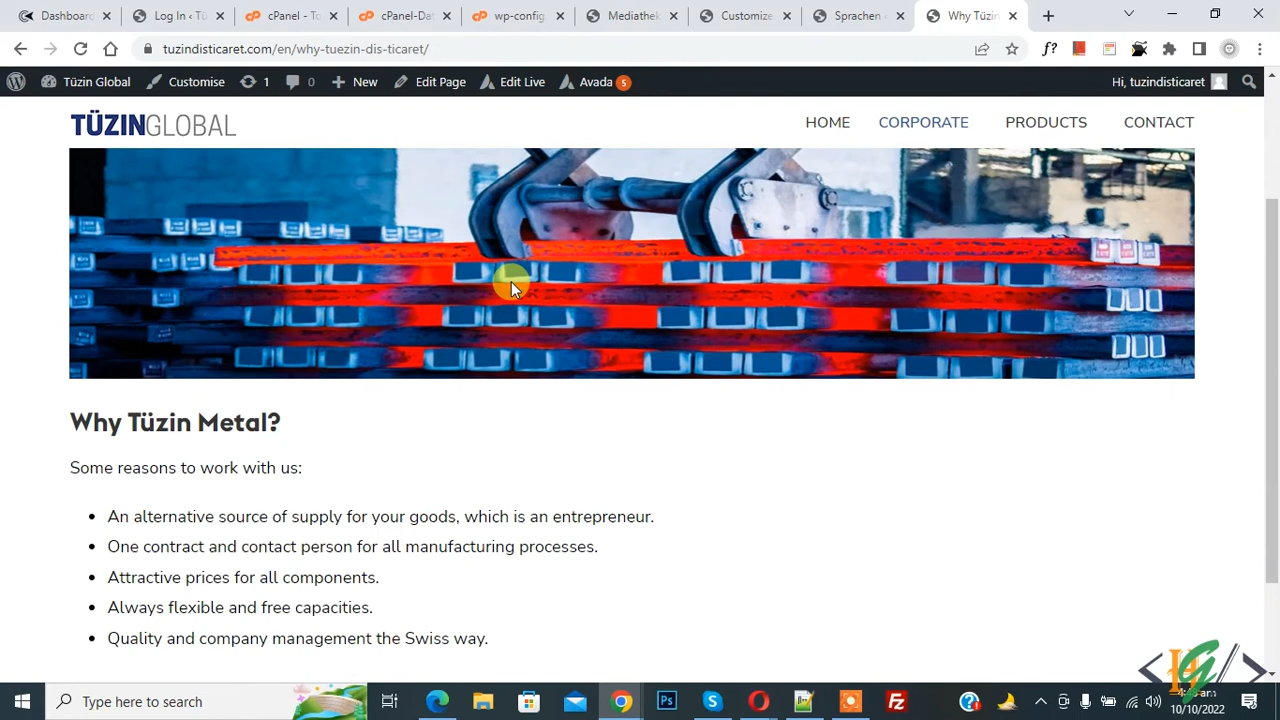 Dashboard
Log In ‹ Tü
cPanel - To
cPanel-Dat
wp-config.
Mediathek
Customize
Sprachen ‹
Why Tüzin
tuzindisticaret.com/en/why-tuezin-dis-ticaret/
Tüzin Global
Customise
1
0
New
Edit Page
Edit Live
Avada 5
Hi, tuzindisticaret
TÜZINGLOBAL
HOME
CORPORATE
PRODUCTS
CONTACT
Why Tüzin Metal?
Some reasons to work with us:
• An alternative source of supply for your goods, which is an entrepreneur.
• One contract and contact person for all manufacturing processes.
• Attractive prices for all components.
• Always flexible and free capacities.
• Quality and company management the Swiss way.
Type here to search
10/10/2022